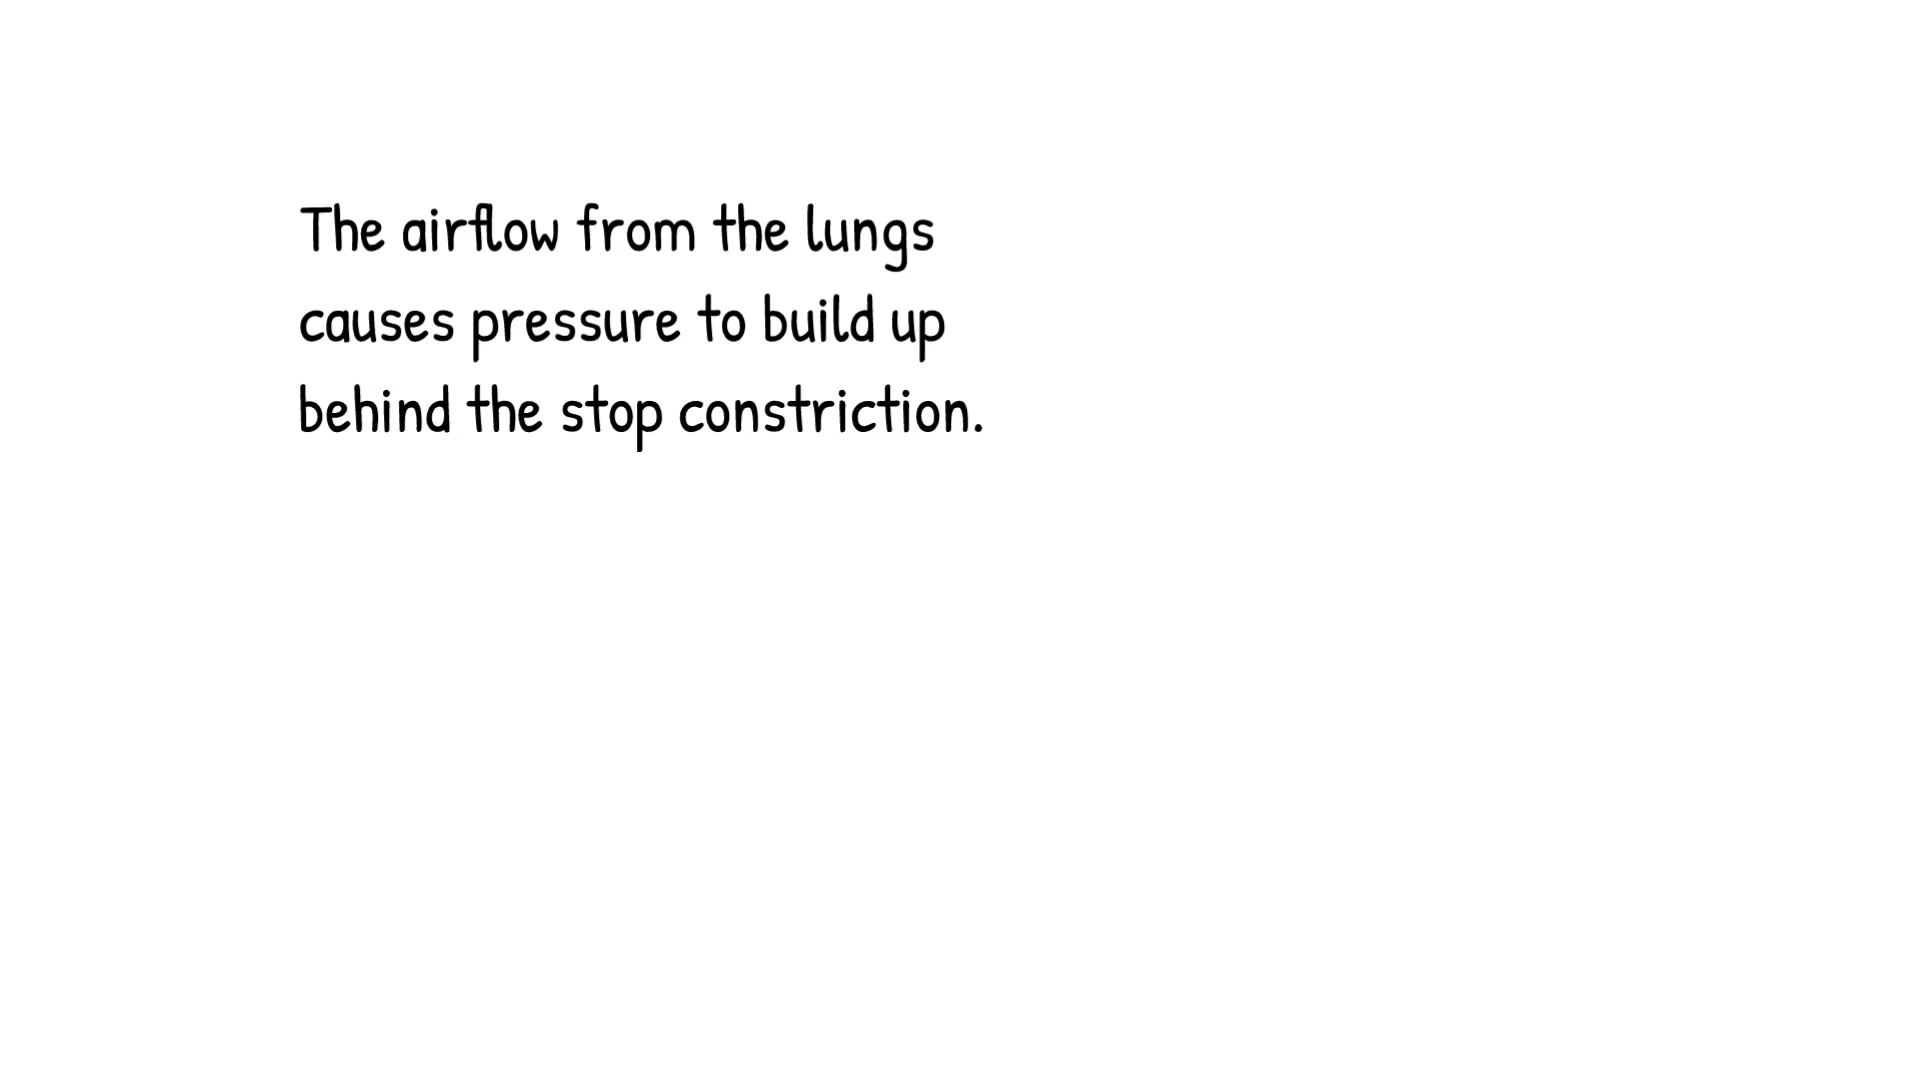 The airflow from the lungs
causes pressure to build up
behind the stop constriction.